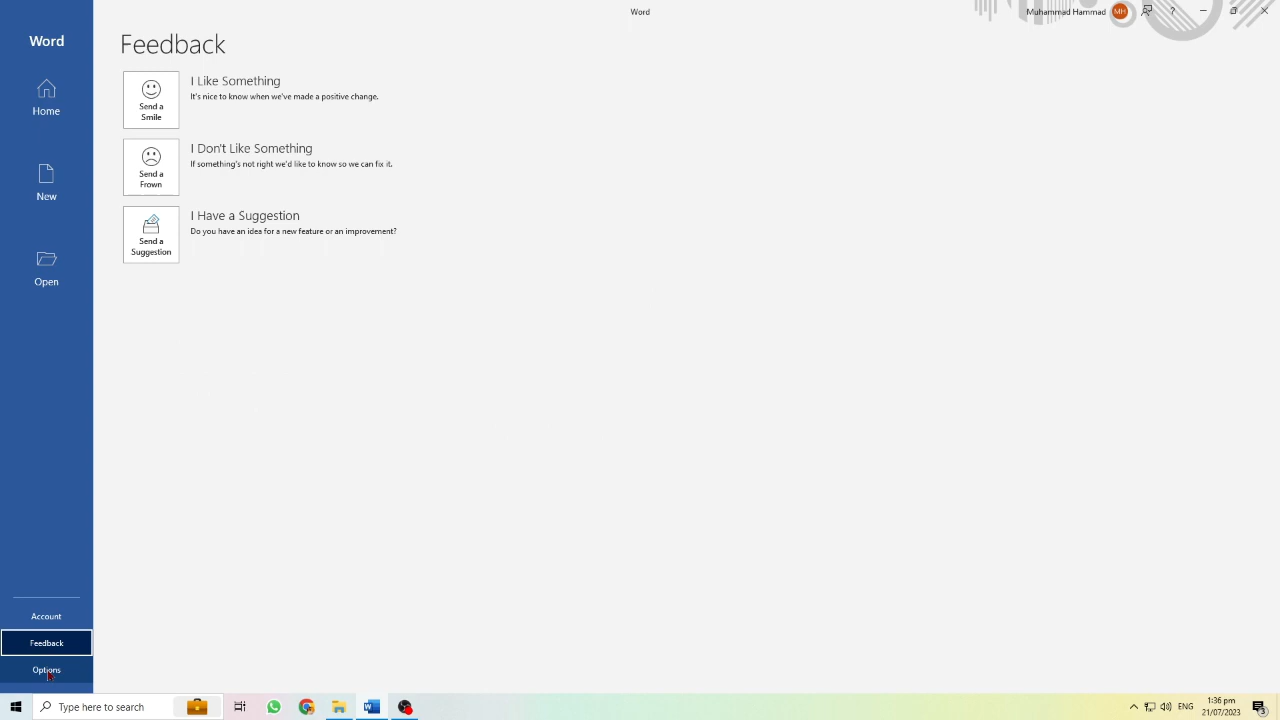 Word
Muhammad Hammad
MH
?
Word
Home
New
Open
Account
Feedback
Options
Feedback
Send a
Smile
I Like Something
It's nice to know when we've made a positive change.
Send a
Frown
I Don't Like Something
If something's not right we'd like to know so we can fix it.
Send a
Suggestion
I Have a Suggestion
Do you have an idea for a new feature or an improvement?
Type here to search
W
ENG
1:36 pm
21/07/2023
3